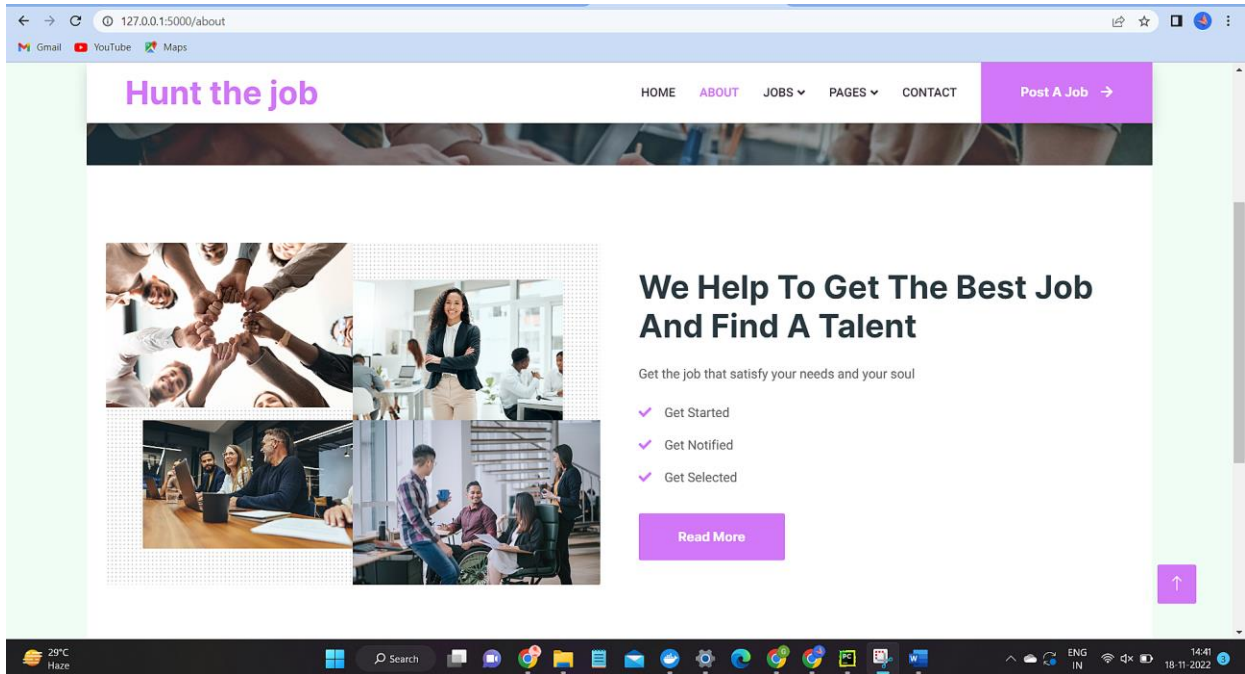 127.0.0.1:5000/about
Gmail YouTube Maps
Hunt the job
HOME ABOUT JOBS PAGES CONTACT Post A Job
We Help To Get The Best Job
And Find A Talent
Get the job that satisfy your needs and your soul
Get Started
Get Notified
Get Selected
Read More
29°C
Haze
Search
ENG
IN
14:41
18-11-2022
3